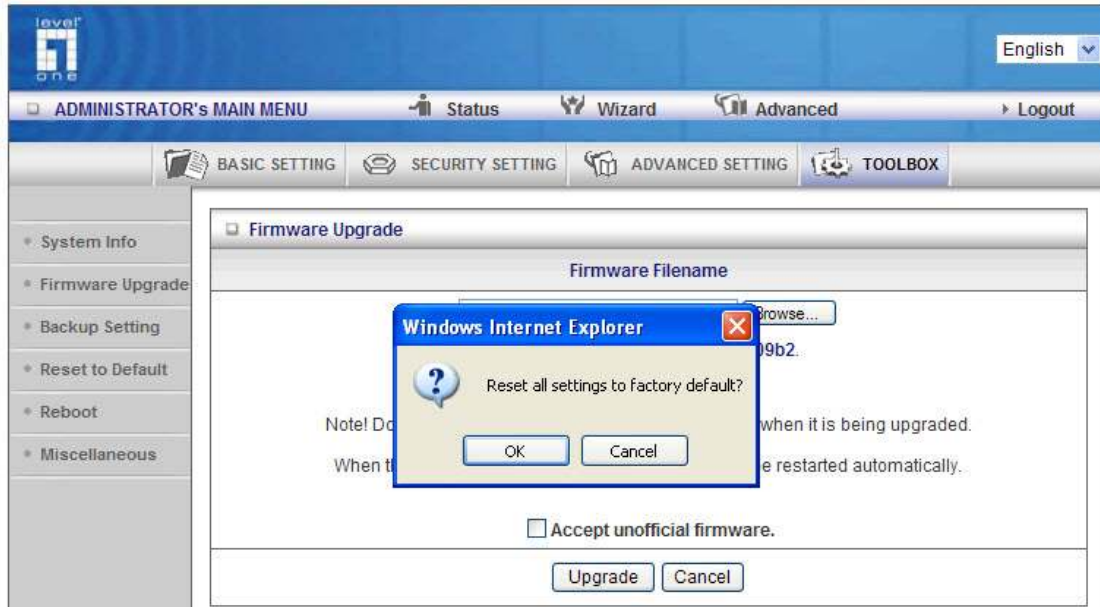 level
one
English
ADMINISTRATOR's MAIN MENU Status Wizard Advanced Logout
BASIC SETTING SECURITY SETTING ADVANCED SETTING TOOLBOX
System Info
Firmware Upgrade
Backup Setting
Reset to Default
Reboot
Miscellaneous
Firmware Upgrade
Firmware Filename
Browse...
09b2.
Windows Internet Explorer
Reset all settings to factory default?
OK Cancel
Note! Do when it is being upgraded.
When restarted automatically.
Accept unofficial firmware.
Upgrade Cancel